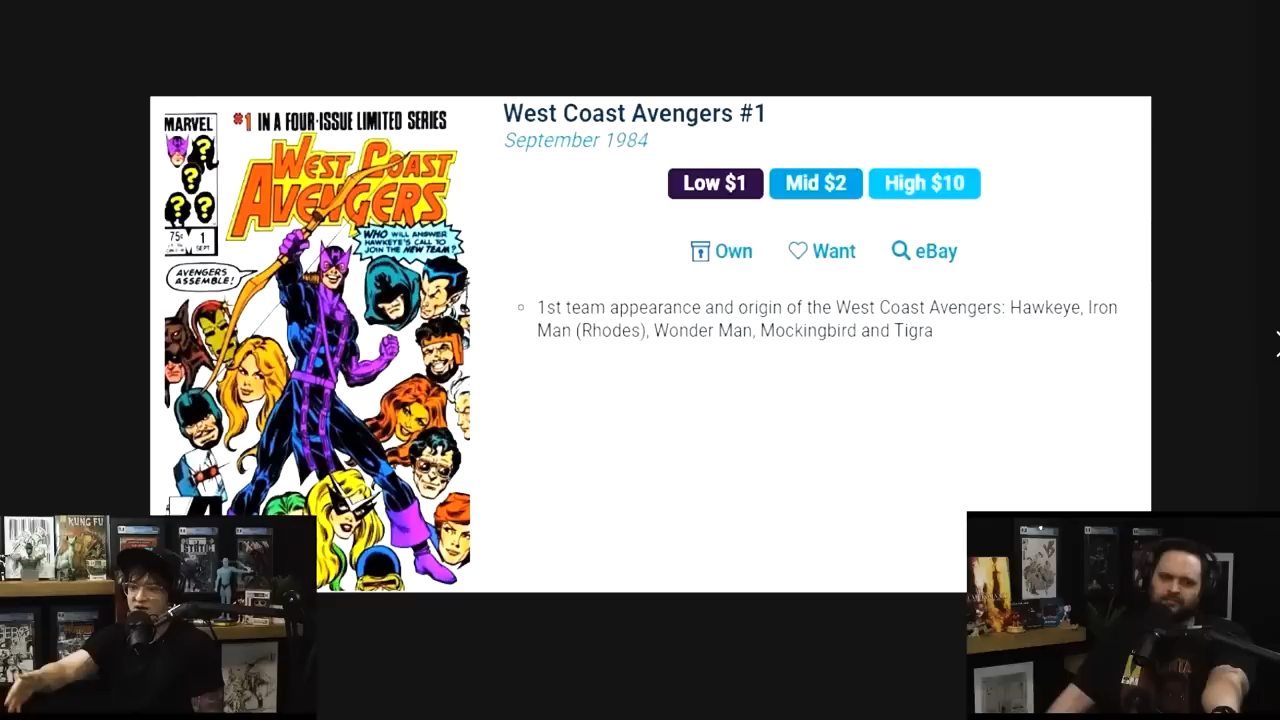 West Coast Avengers #1
September 1984
Low $1
Mid $2
High $10
Own
Want
eBay
1st team appearance and origin of the West Coast Avengers: Hawkeye, Iron
Man (Rhodes), Wonder Man, Mockingbird and Tigra
MARVEL
#1 IN A FOUR-ISSUE LIMITED SERIES
WEST COAST
AVENGERS
75¢
1
SEPT
WHO WILL ANSWER
HAWKEYE'S CALL TO
JOIN THE NEW TEAM?
AVENGERS
ASSEMBLE!
KUNG FU
STATIC